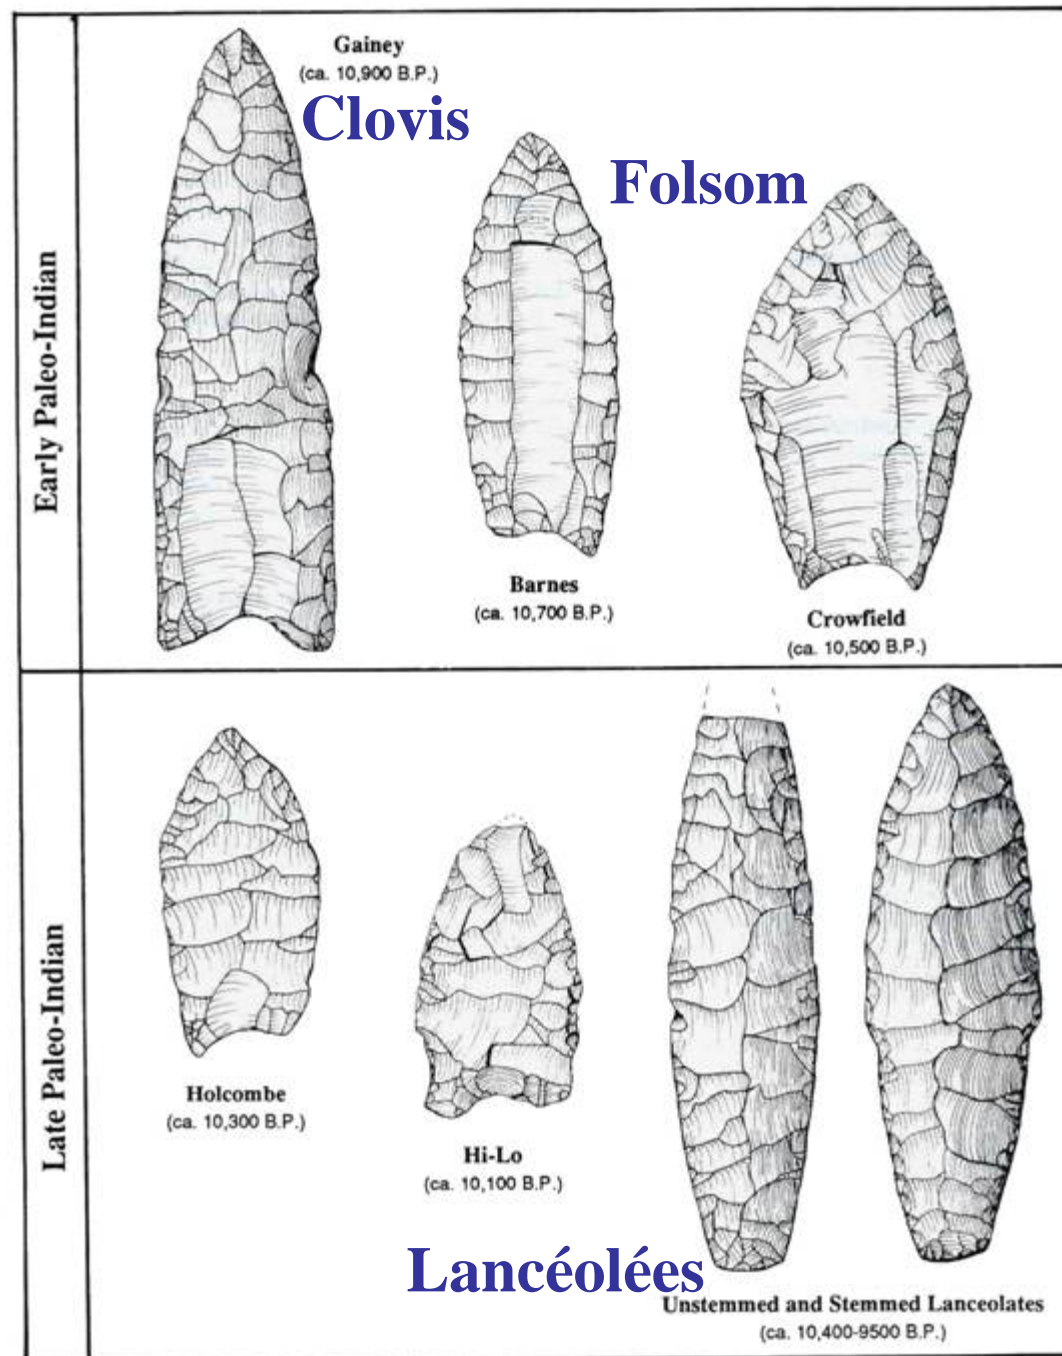 Early Paleo-Indian
Gainey
(ca. 10,900 B.P.)
Clovis
Folsom
Barnes
(ca. 10,700 B.P.)
Crowfield
(ca. 10,500 B.P.)
Late Paleo-Indian
Holcombe
(ca. 10,300 B.P.)
Hi-Lo
(ca. 10,100 B.P.)
Lancéolées
Unstemmed and Stemmed Lanceolates
(ca. 10,400-9500 B.P.)